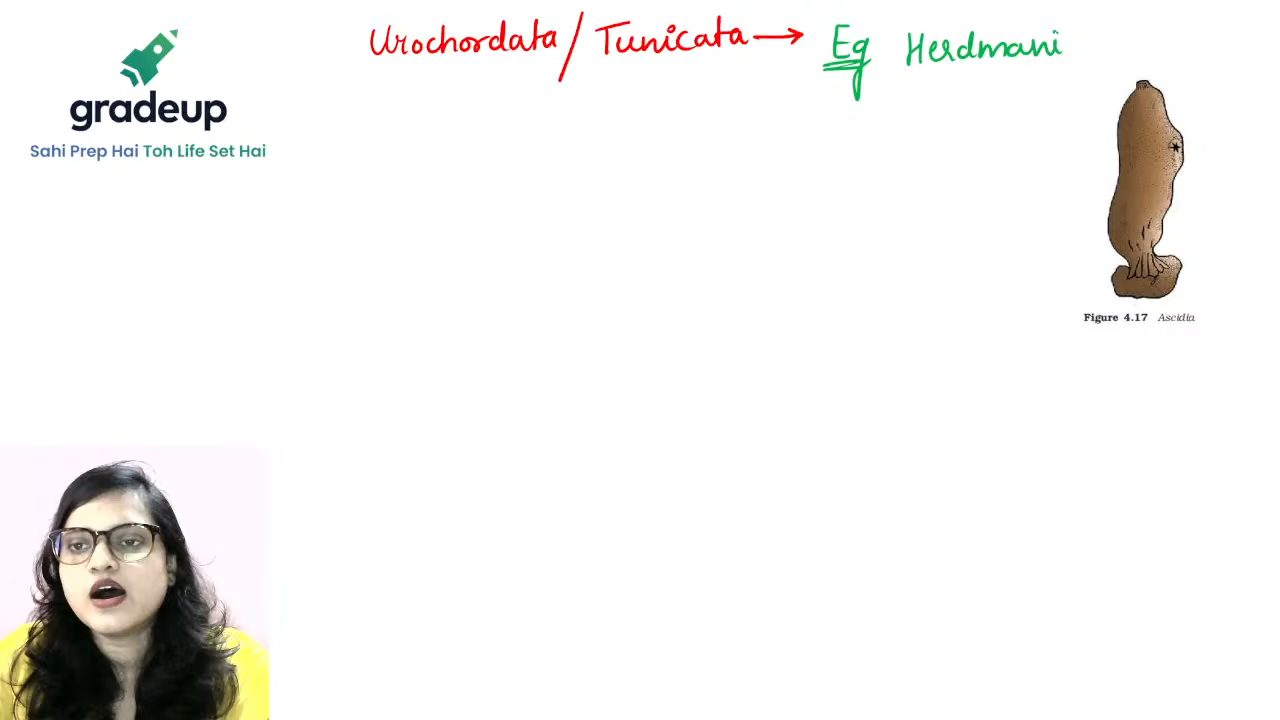 Urochordata / Tunicata → Eg Herdmani
gradeup
Sahi Prep Hai Toh Life Set Hai
Figure 4.17 Ascidia